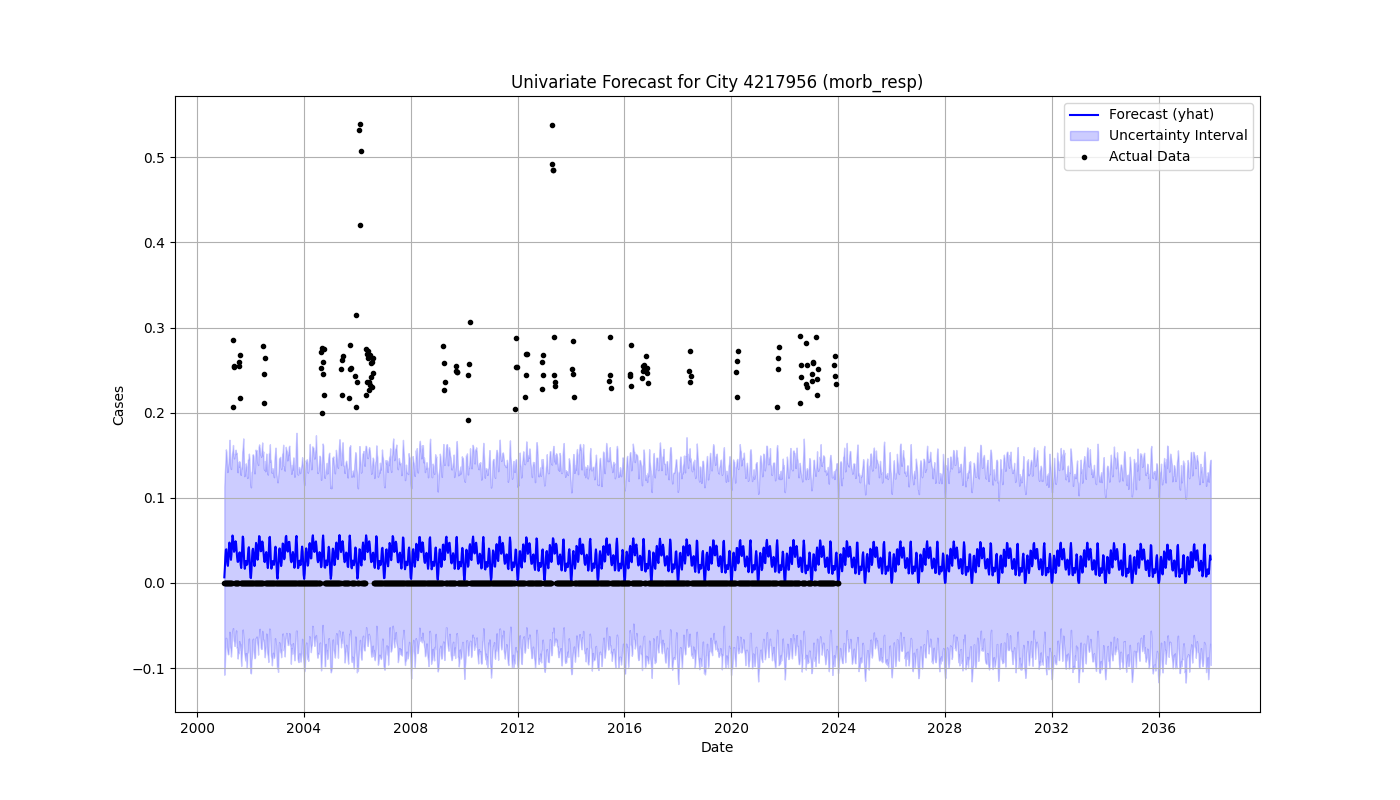 Univariate Forecast for City 4217956 (morb_resp)
Forecast (yhat)
Uncertainty Interval
Actual Data
Cases
0.5
0.4
0.3
0.2
0.1
0.0
−0.1
2000 2004 2008 2012 2016 2020 2024 2028 2032 2036
Date